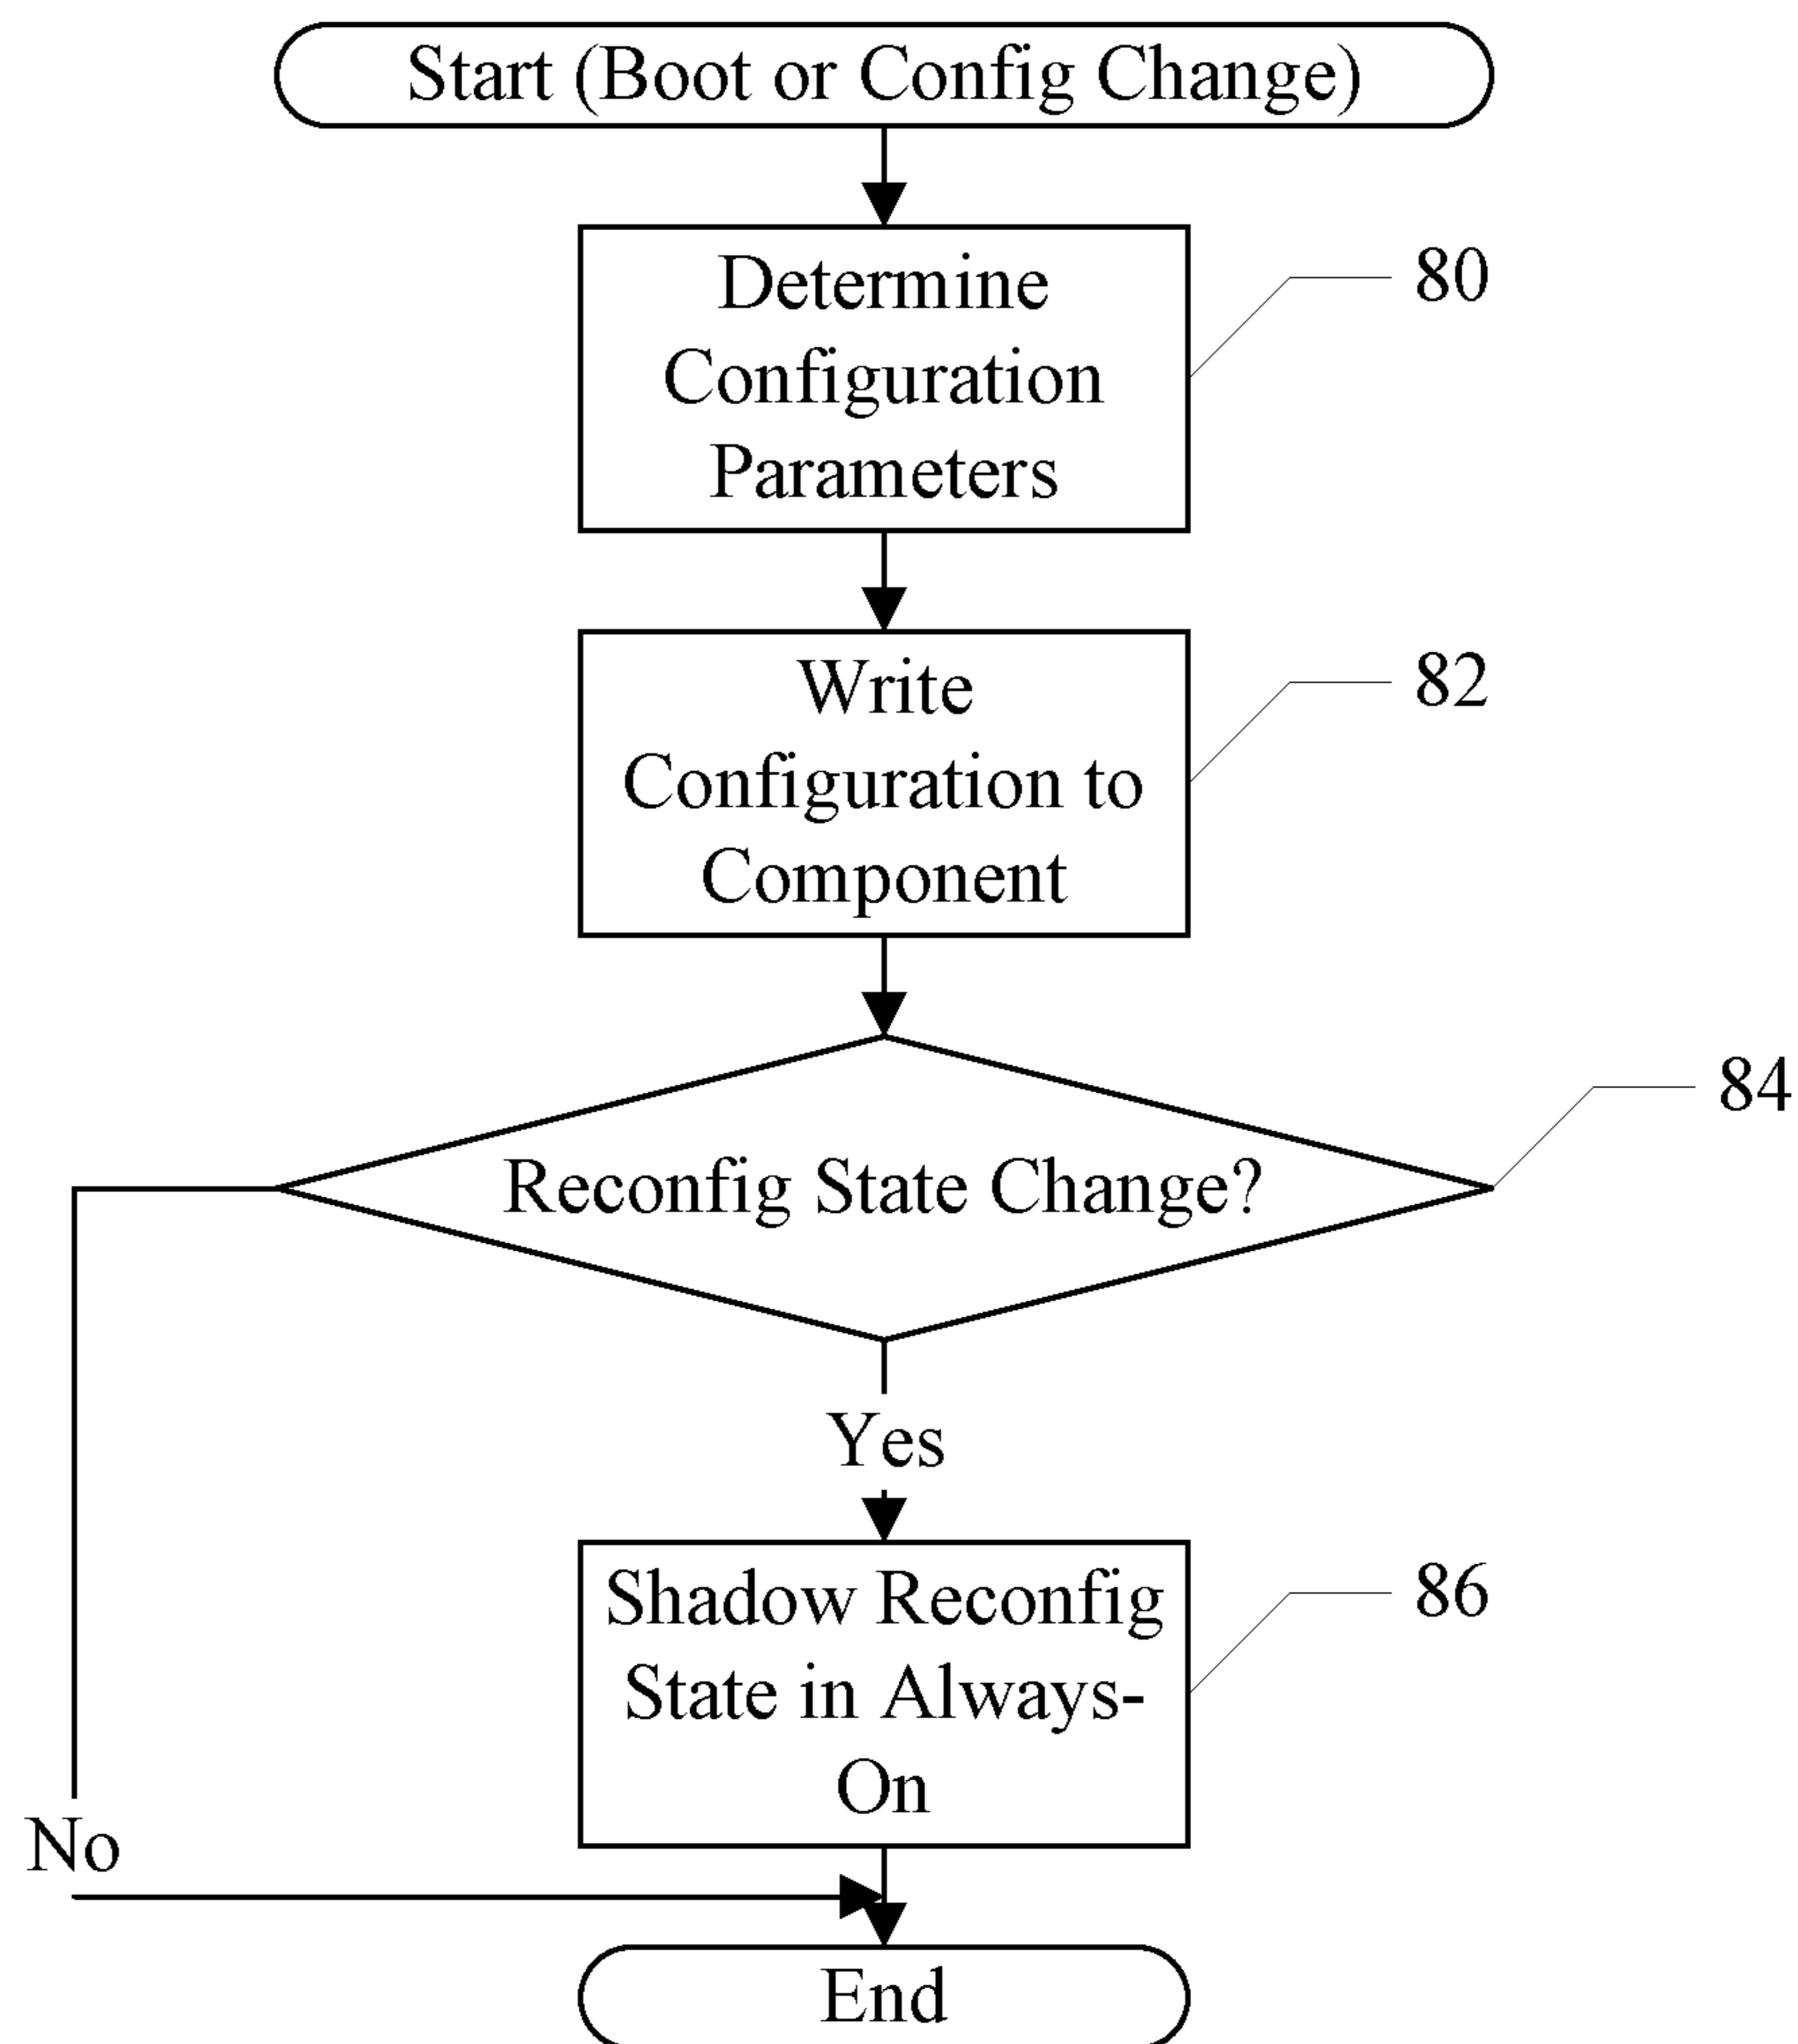 Start (Boot or Config Change)
Determine
Configuration
Parameters
80
Write
Configuration to
Component
82
Reconfig State Change?
84
Yes
Shadow Reconfig
State in Always-
On
86
No
End